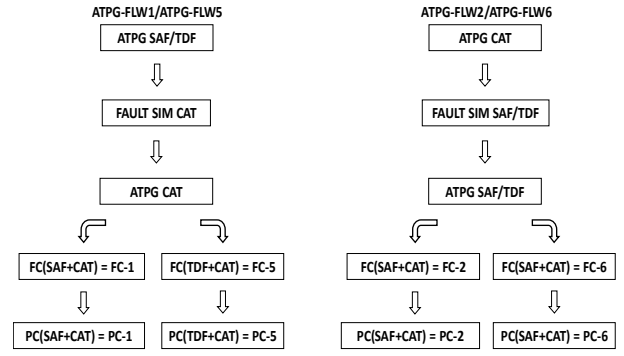 ATPG-FLW1/ATPG-FLW5
ATPG SAF/TDF
FAULT SIM CAT
ATPG CAT
FC(SAF+CAT) = FC-1
FC(TDF+CAT) = FC-5
PC(SAF+CAT) = PC-1
PC(TDF+CAT) = PC-5
ATPG-FLW2/ATPG-FLW6
ATPG CAT
FAULT SIM SAF/TDF
ATPG SAF/TDF
FC(SAF+CAT) = FC-2
FC(SAF+CAT) = FC-6
PC(SAF+CAT) = PC-2
PC(SAF+CAT) = PC-6